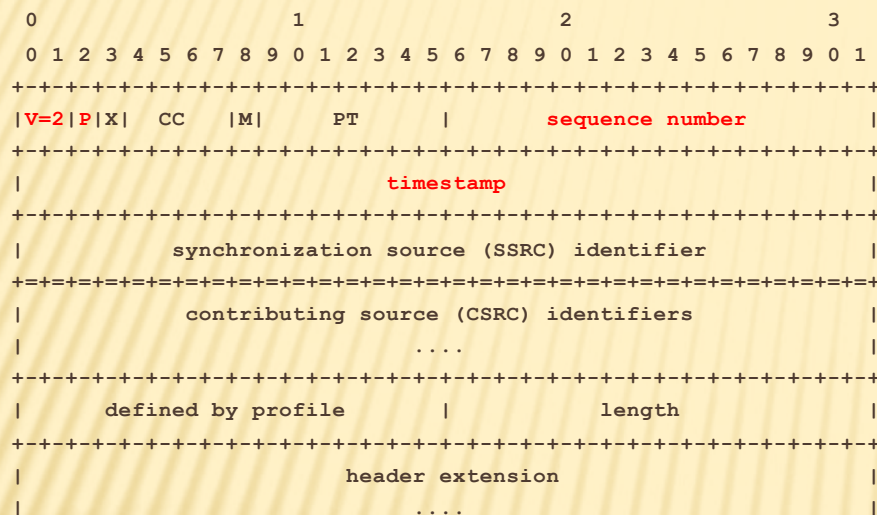 0                   1                   2                   3
0 1 2 3 4 5 6 7 8 9 0 1 2 3 4 5 6 7 8 9 0 1 2 3 4 5 6 7 8 9 0 1
+-+-+-+-+-+-+-+-+-+-+-+-+-+-+-+-+-+-+-+-+-+-+-+-+-+-+-+-+-+-+-+-+
|V=2|P|X|  CC   |M|     PT      |       sequence number         |
+-+-+-+-+-+-+-+-+-+-+-+-+-+-+-+-+-+-+-+-+-+-+-+-+-+-+-+-+-+-+-+-+
|                           timestamp                           |
+-+-+-+-+-+-+-+-+-+-+-+-+-+-+-+-+-+-+-+-+-+-+-+-+-+-+-+-+-+-+-+-+
|           synchronization source (SSRC) identifier            |
+=+=+=+=+=+=+=+=+=+=+=+=+=+=+=+=+=+=+=+=+=+=+=+=+=+=+=+=+=+=+=+=+
|            contributing source (CSRC) identifiers             |
|                             ....                              |
+-+-+-+-+-+-+-+-+-+-+-+-+-+-+-+-+-+-+-+-+-+-+-+-+-+-+-+-+-+-+-+-+
|      defined by profile       |           length              |
+-+-+-+-+-+-+-+-+-+-+-+-+-+-+-+-+-+-+-+-+-+-+-+-+-+-+-+-+-+-+-+-+
|                        header extension                       |
|                             ....                              |